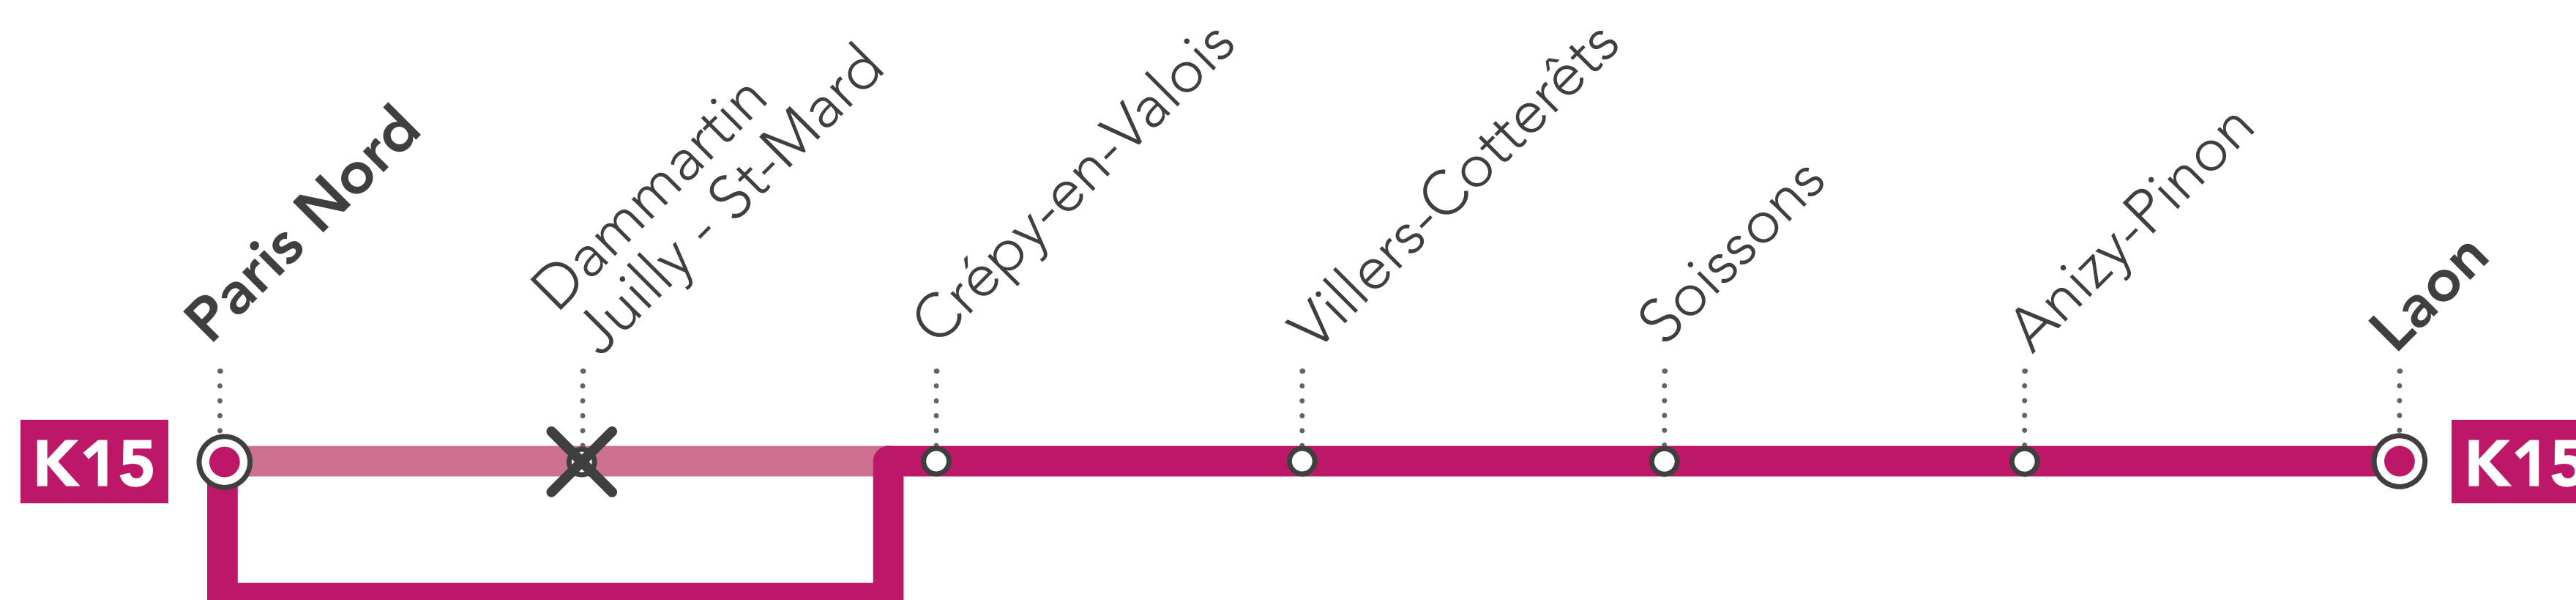 Paris Nord
Dammartin
Juilly - St-Mard
Crépy-en-Valois
Villers-Cotterêts
Soissons
Anizy-Pinon
Laon
K15
K15